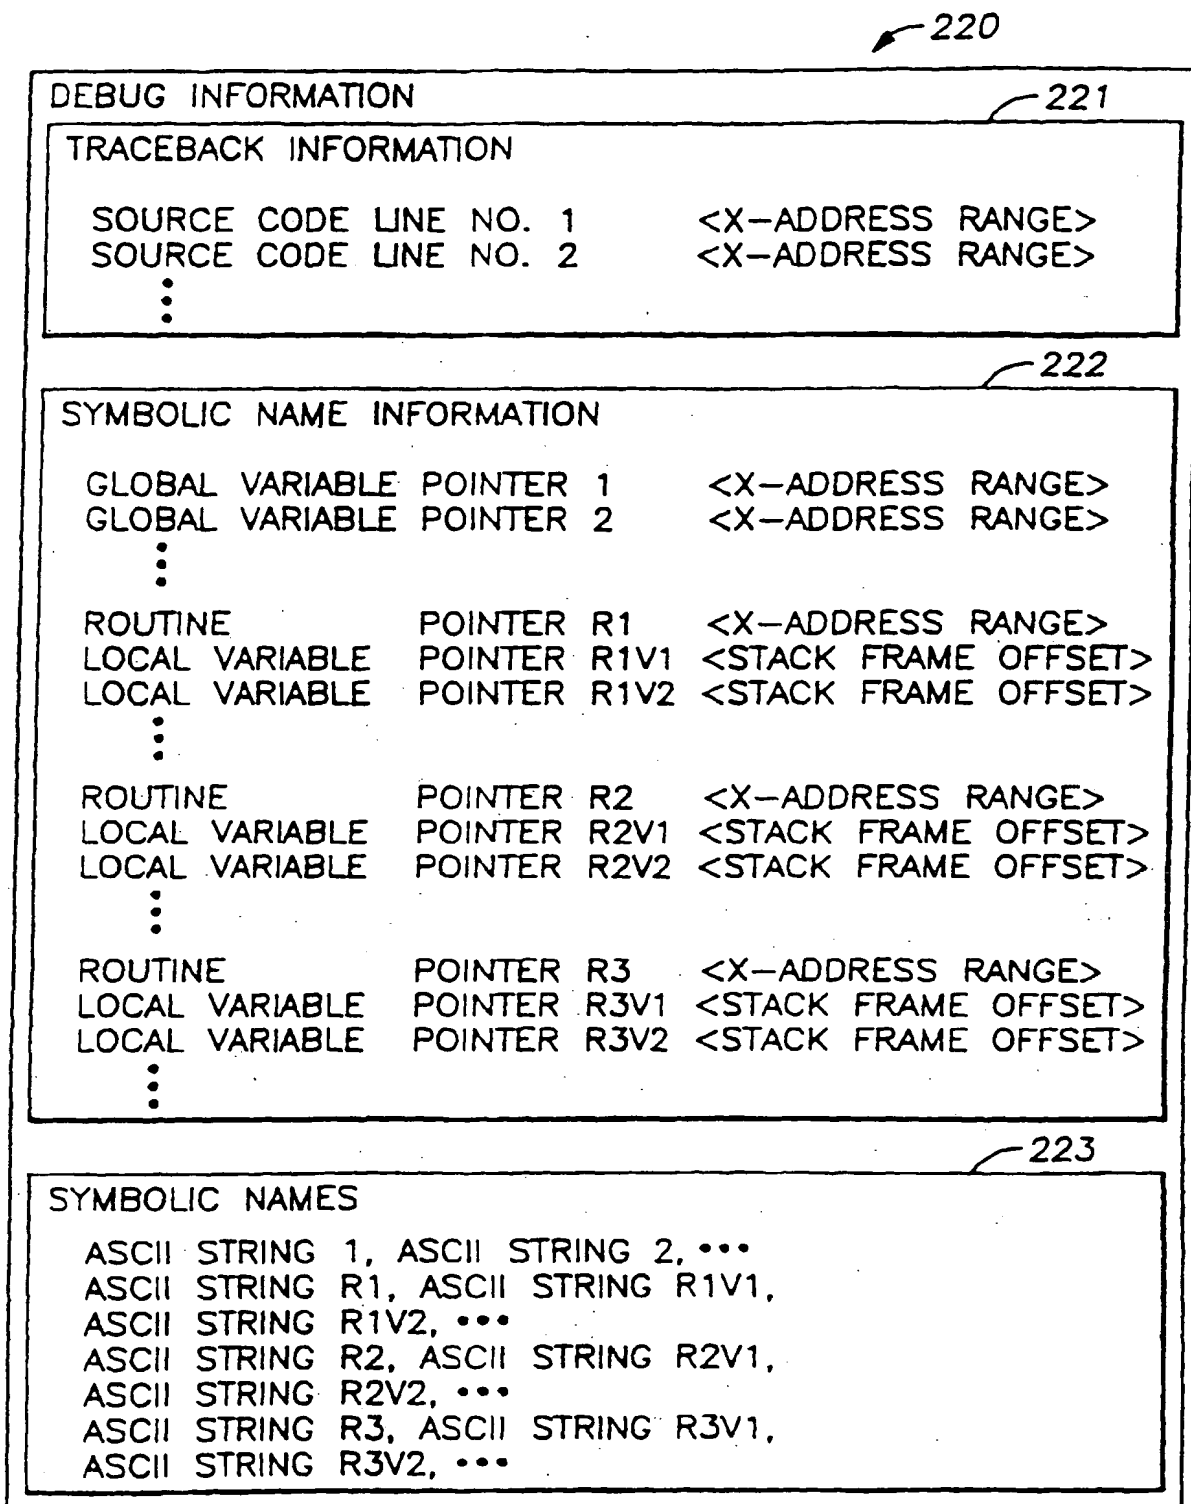 220
DEBUG INFORMATION
221
TRACEBACK INFORMATION
SOURCE CODE LINE NO. 1 <X-ADDRESS RANGE>
SOURCE CODE LINE NO. 2 <X-ADDRESS RANGE>
222
SYMBOLIC NAME INFORMATION
GLOBAL VARIABLE POINTER 1 <X-ADDRESS RANGE>
GLOBAL VARIABLE POINTER 2 <X-ADDRESS RANGE>
ROUTINE POINTER R1 <X-ADDRESS RANGE>
LOCAL VARIABLE POINTER R1V1 <STACK FRAME OFFSET>
LOCAL VARIABLE POINTER R1V2 <STACK FRAME OFFSET>
ROUTINE POINTER R2 <X-ADDRESS RANGE>
LOCAL VARIABLE POINTER R2V1 <STACK FRAME OFFSET>
LOCAL VARIABLE POINTER R2V2 <STACK FRAME OFFSET>
ROUTINE POINTER R3 <X-ADDRESS RANGE>
LOCAL VARIABLE POINTER R3V1 <STACK FRAME OFFSET>
LOCAL VARIABLE POINTER R3V2 <STACK FRAME OFFSET>
223
SYMBOLIC NAMES
ASCII STRING 1, ASCII STRING 2, •••
ASCII STRING R1, ASCII STRING R1V1,
ASCII STRING R1V2, •••
ASCII STRING R2, ASCII STRING R2V1,
ASCII STRING R2V2, •••
ASCII STRING R3, ASCII STRING R3V1,
ASCII STRING R3V2, •••